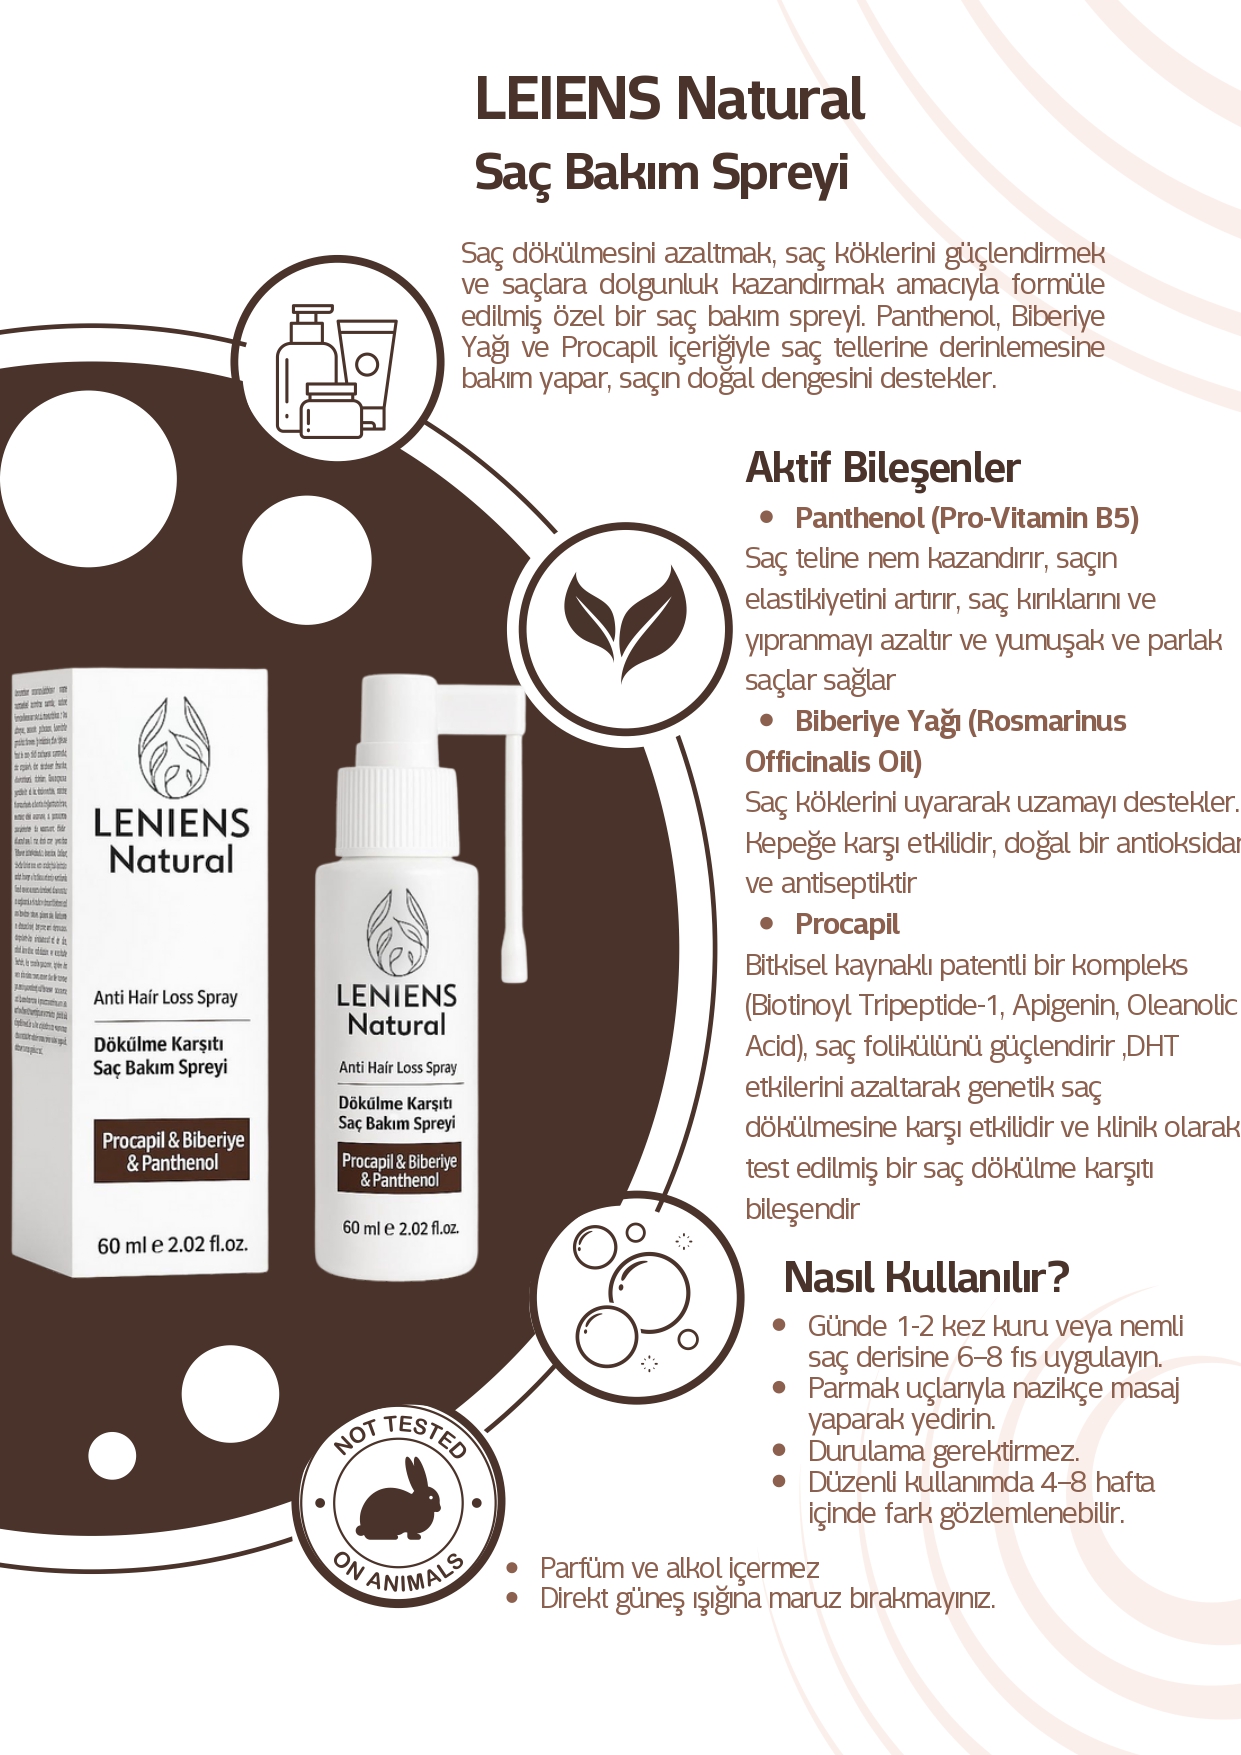 LEIENS Natural
Saç Bakım Spreyi
Saç dökülmesini azaltmak, saç köklerini güçlendirmek
ve saçlara dolgunluk kazandırmak amacıyla formüle
edilmiş özel bir saç bakım spreyi. Panthenol, Biberiye
Yağı ve Procapil içeriğiyle saç tellerine derinlemesine
bakım yapar, saçın doğal dengesini destekler.
Aktif Bileşenler
• Panthenol (Pro-Vitamin B5)
Saç teline nem kazandırır, saçın
elastikiyetini artırır, saç kırıklarını ve
yıpranmayı azaltır ve yumuşak ve parlak
saçlar sağlar
• Biberiye Yağı (Rosmarinus
Officinalis Oil)
Saç köklerini uyararak uzamayı destekler.
Kepeğe karşı etkilidir, doğal bir antioksidan
ve antiseptiktir
• Procapil
Bitkisel kaynaklı patentli bir kompleks
(Biotinoyl Tripeptide-1, Apigenin, Oleanolic
Acid), saç folikülünü güçlendirir ,DHT
etkilerini azaltarak genetik saç
dökülmesine karşı etkilidir ve klinik olarak
test edilmiş bir saç dökülme karşıtı
bileşendir
Nasıl Kullanılır?
• Günde 1-2 kez kuru veya nemli
saç derisine 6–8 fıs uygulayın.
• Parmak uçlarıyla nazikçe masaj
yaparak yedirin.
• Durulama gerektirmez.
• Düzenli kullanımda 4–8 hafta
içinde fark gözlemlenebilir.
• Parfüm ve alkol içermez
• Direkt güneş ışığına maruz bırakmayınız.
LENIENS
Natural
Anti Hair Loss Spray
Dökülme Karşıtı
Saç Bakım Spreyi
Procapil & Biberiye
& Panthenol
60 ml e 2.02 fl.oz.
LENIENS
Natural
Anti Hair Loss Spray
Dökülme Karşıtı
Saç Bakım Spreyi
Procapil & Biberiye
& Panthenol
60 ml e 2.02 fl.oz.
NOT TESTED
ON ANIMALS